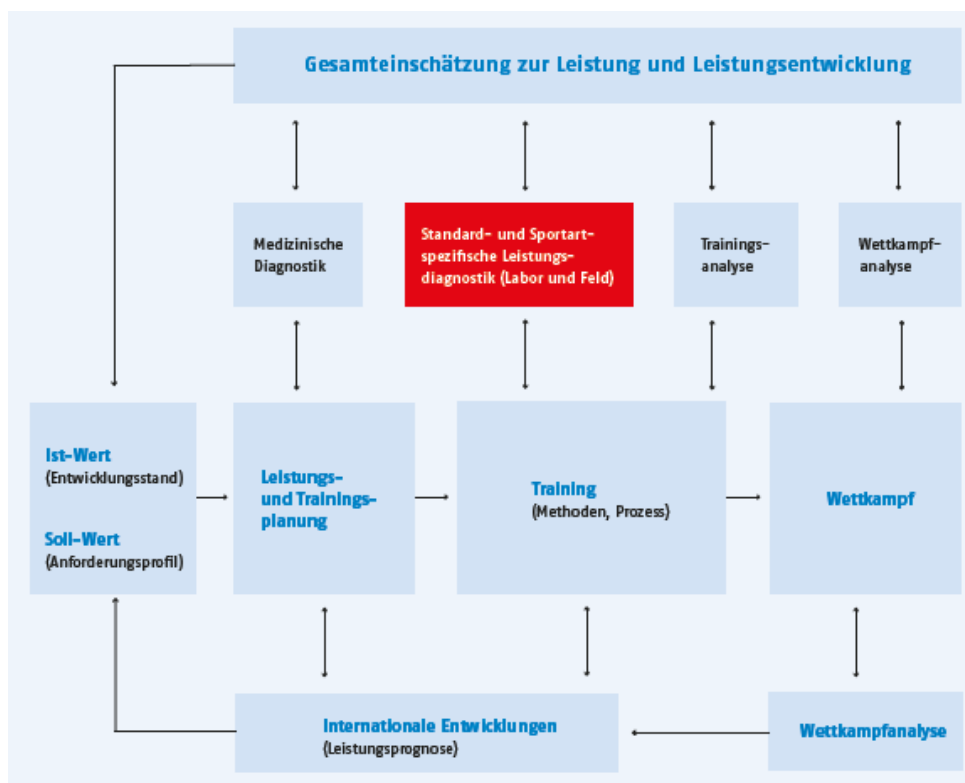 Gesamteinschätzung zur Leistung und Leistungsentwicklung
Medizinische
Diagnostik
Standard- und Sportart-
spezifische Leistungs-
diagnostik (Labor und Feld)
Trainings-
analyse
Wettkampf-
analyse
Ist-Wert
(Entwicklungsstand)
Soll-Wert
(Anforderungsprofil)
Leistungs-
und Trainings-
planung
Training
(Methoden, Prozess)
Wettkampf
Internationale Entwicklungen
(Leistungsprognose)
Wettkampfanalyse